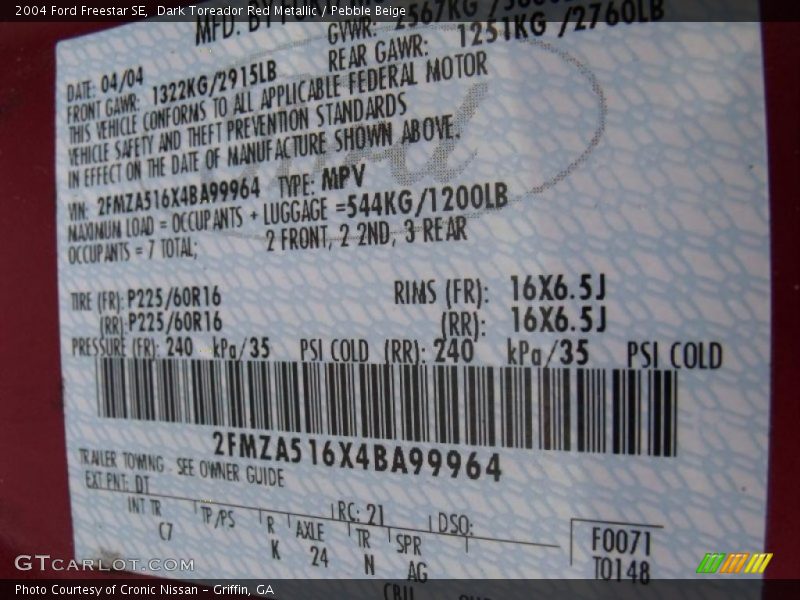 2004 Ford Freestar SE, Dark Toreador Red Metallic / Pebble Beige
MFD. BY
GVWR: 2567KG
DATE: 04/04 REAR GAWR: 1251KG /2760LB
FRONT GAWR: 1322KG/2915LB
THIS VEHICLE CONFORMS TO ALL APPLICABLE FEDERAL MOTOR
VEHICLE SAFETY AND THEFT PREVENTION STANDARDS
IN EFFECT ON THE DATE OF MANUFACTURE SHOWN ABOVE.
VIN: 2FMZA516X4BA99964 TYPE: MPV
MAXIMUM LOAD = OCCUPANTS + LUGGAGE =544KG/1200LB
OCCUPANTS = 7 TOTAL; 2 FRONT, 2 2ND, 3 REAR
TIRE (FR): P225/60R16 RIMS (FR): 16X6.5J
(RR): P225/60R16 (RR): 16X6.5J
PRESSURE (FR): 240 kPa/35 PSI COLD (RR): 240 kPa/35 PSI COLD
2FMZA516X4BA99964
TRAILER TOWING - SEE OWNER GUIDE
EXT PNT: DT RC: 21 DSO:
INT TR TP/PS R AXLE TR SPR F0071
C7 K 24 N AG T0148
GTCARLOT.COM
Photo Courtesy of Cronic Nissan – Griffin, GA